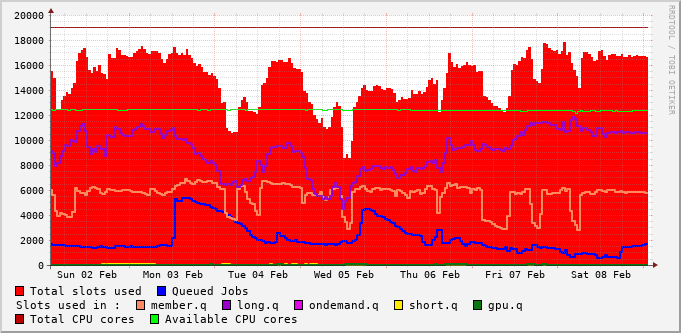 20000
18000
16000
14000
12000
10000
8000
6000
4000
2000
0
Sun 02 Feb Mon 03 Feb Tue 04 Feb Wed 05 Feb Thu 06 Feb Fri 07 Feb Sat 08 Feb
RRDTOOL / TOBI OETIKER
Total slots used Queued Jobs
Slots used in : member.q long.q ondemand.q short.q gpu.q
Total CPU cores Available CPU cores